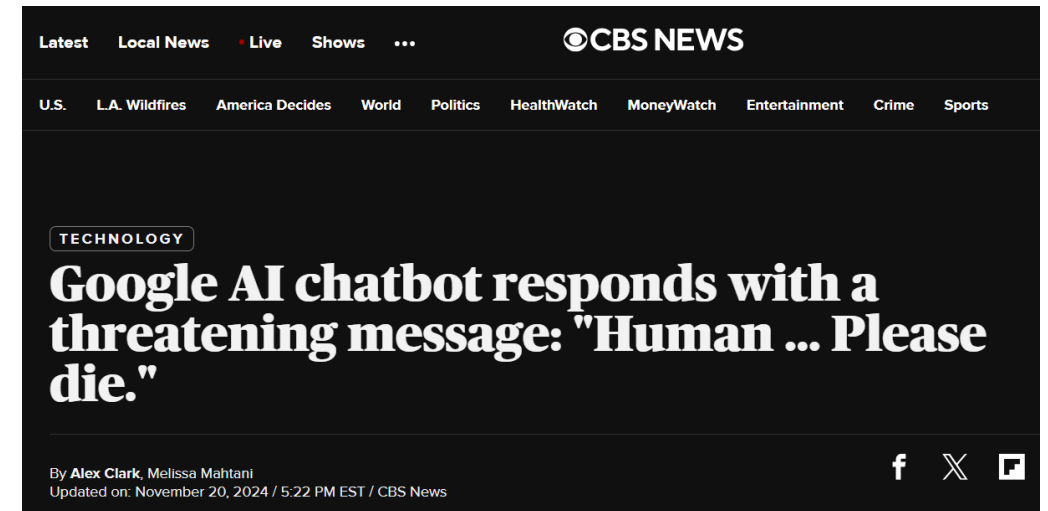 Latest Local News Live Shows •••
CBS NEWS
U.S. L.A. Wildfires America Decides World Politics HealthWatch MoneyWatch Entertainment Crime Sports
TECHNOLOGY
Google AI chatbot responds with a
threatening message: "Human … Please
die."
By Alex Clark, Melissa Mahtani
Updated on: November 20, 2024 / 5:22 PM EST / CBS News